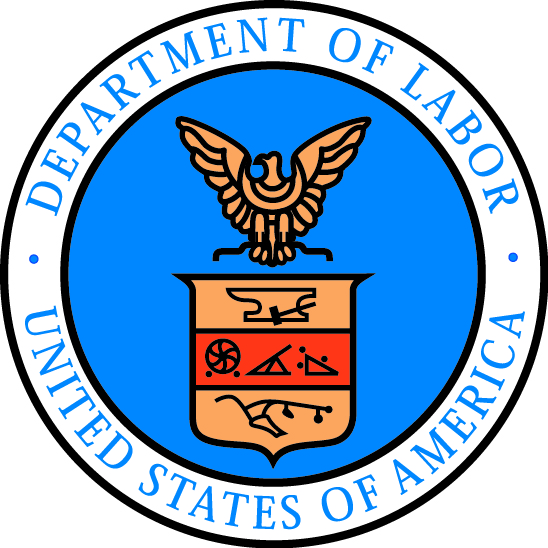 DEPARTMENT OF LABOR
UNITED STATES OF AMERICA